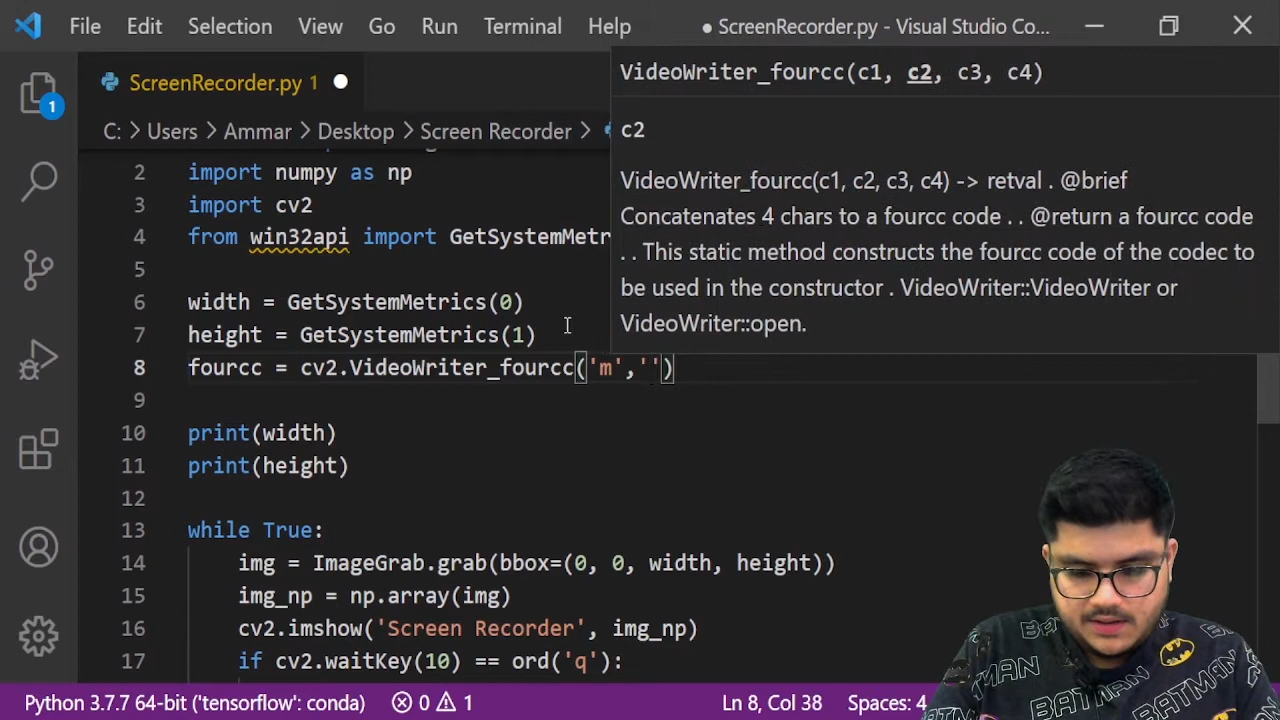 File Edit Selection View Go Run Terminal Help ● ScreenRecorder.py - Visual Studio Co...
ScreenRecorder.py 1
C: > Users > Ammar > Desktop > Screen Recorder >
VideoWriter_fourcc(c1, c2, c3, c4)
c2
VideoWriter_fourcc(c1, c2, c3, c4) -> retval . @brief
Concatenates 4 chars to a fourcc code . . @return a fourcc code
. . This static method constructs the fourcc code of the codec to
be used in the constructor . VideoWriter::VideoWriter or
VideoWriter::open.
1
2 import numpy as np
3 import cv2
4 from win32api import GetSystemMetr
5
6 width = GetSystemMetrics(0)
7 height = GetSystemMetrics(1)
8 fourcc = cv2.VideoWriter_fourcc('m','')
9
10 print(width)
11 print(height)
12
13 while True:
14 img = ImageGrab.grab(bbox=(0, 0, width, height))
15 img_np = np.array(img)
16 cv2.imshow('Screen Recorder', img_np)
17 if cv2.waitKey(10) == ord('q'):
Python 3.7.7 64-bit ('tensorflow': conda) 0 1 Ln 8, Col 38 Spaces: 4
BATMAN
BATMAN
BATMAN